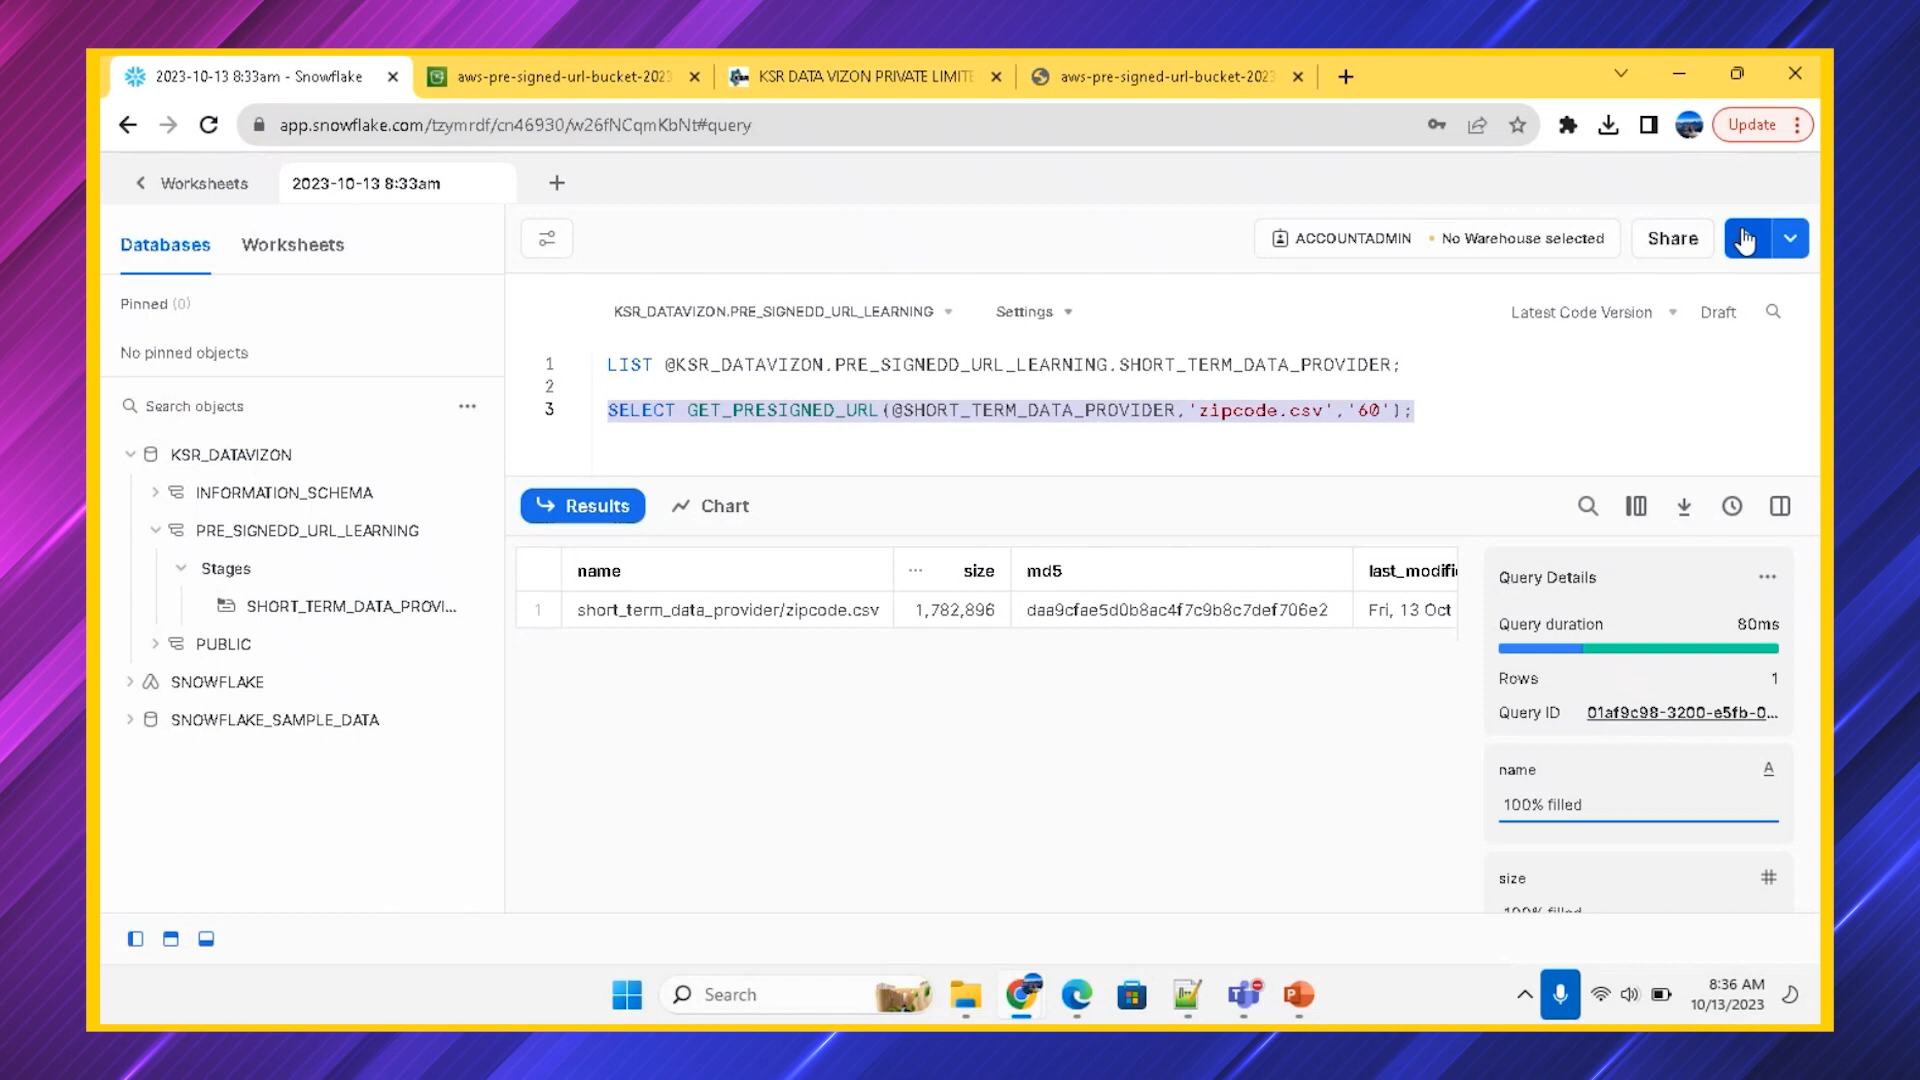 2023-10-13 8:33am - Snowflake
aws-pre-signed-url-bucket-2023
KSR DATA VIZON PRIVATE LIMITE
aws-pre-signed-url-bucket-2023
app.snowflake.com/tzymrdf/cn46930/w26fNCqmKbNt#query
Update
Worksheets
2023-10-13 8:33am
Databases
Worksheets
ACCOUNTADMIN
No Warehouse selected
Share
Pinned (0)
No pinned objects
KSR_DATAVIZON.PRE_SIGNEDD_URL_LEARNING
Settings
Latest Code Version
Draft
1 LIST @KSR_DATAVIZON.PRE_SIGNEDD_URL_LEARNING.SHORT_TERM_DATA_PROVIDER;
2
3 SELECT GET_PRESIGNED_URL(@SHORT_TERM_DATA_PROVIDER,'zipcode.csv','60');
Search objects
KSR_DATAVIZON
INFORMATION_SCHEMA
PRE_SIGNEDD_URL_LEARNING
Stages
SHORT_TERM_DATA_PROVI...
PUBLIC
SNOWFLAKE
SNOWFLAKE_SAMPLE_DATA
Results
Chart
name ... size md5 last_modifi
1 short_term_data_provider/zipcode.csv 1,782,896 daa9cfae5d0b8ac4f7c9b8c7def706e2 Fri, 13 Oct
Query Details
Query duration 80ms
Rows 1
Query ID 01af9c98-3200-e5fb-0...
name A
100% filled
size #
100% filled
Search
8:36 AM
10/13/2023